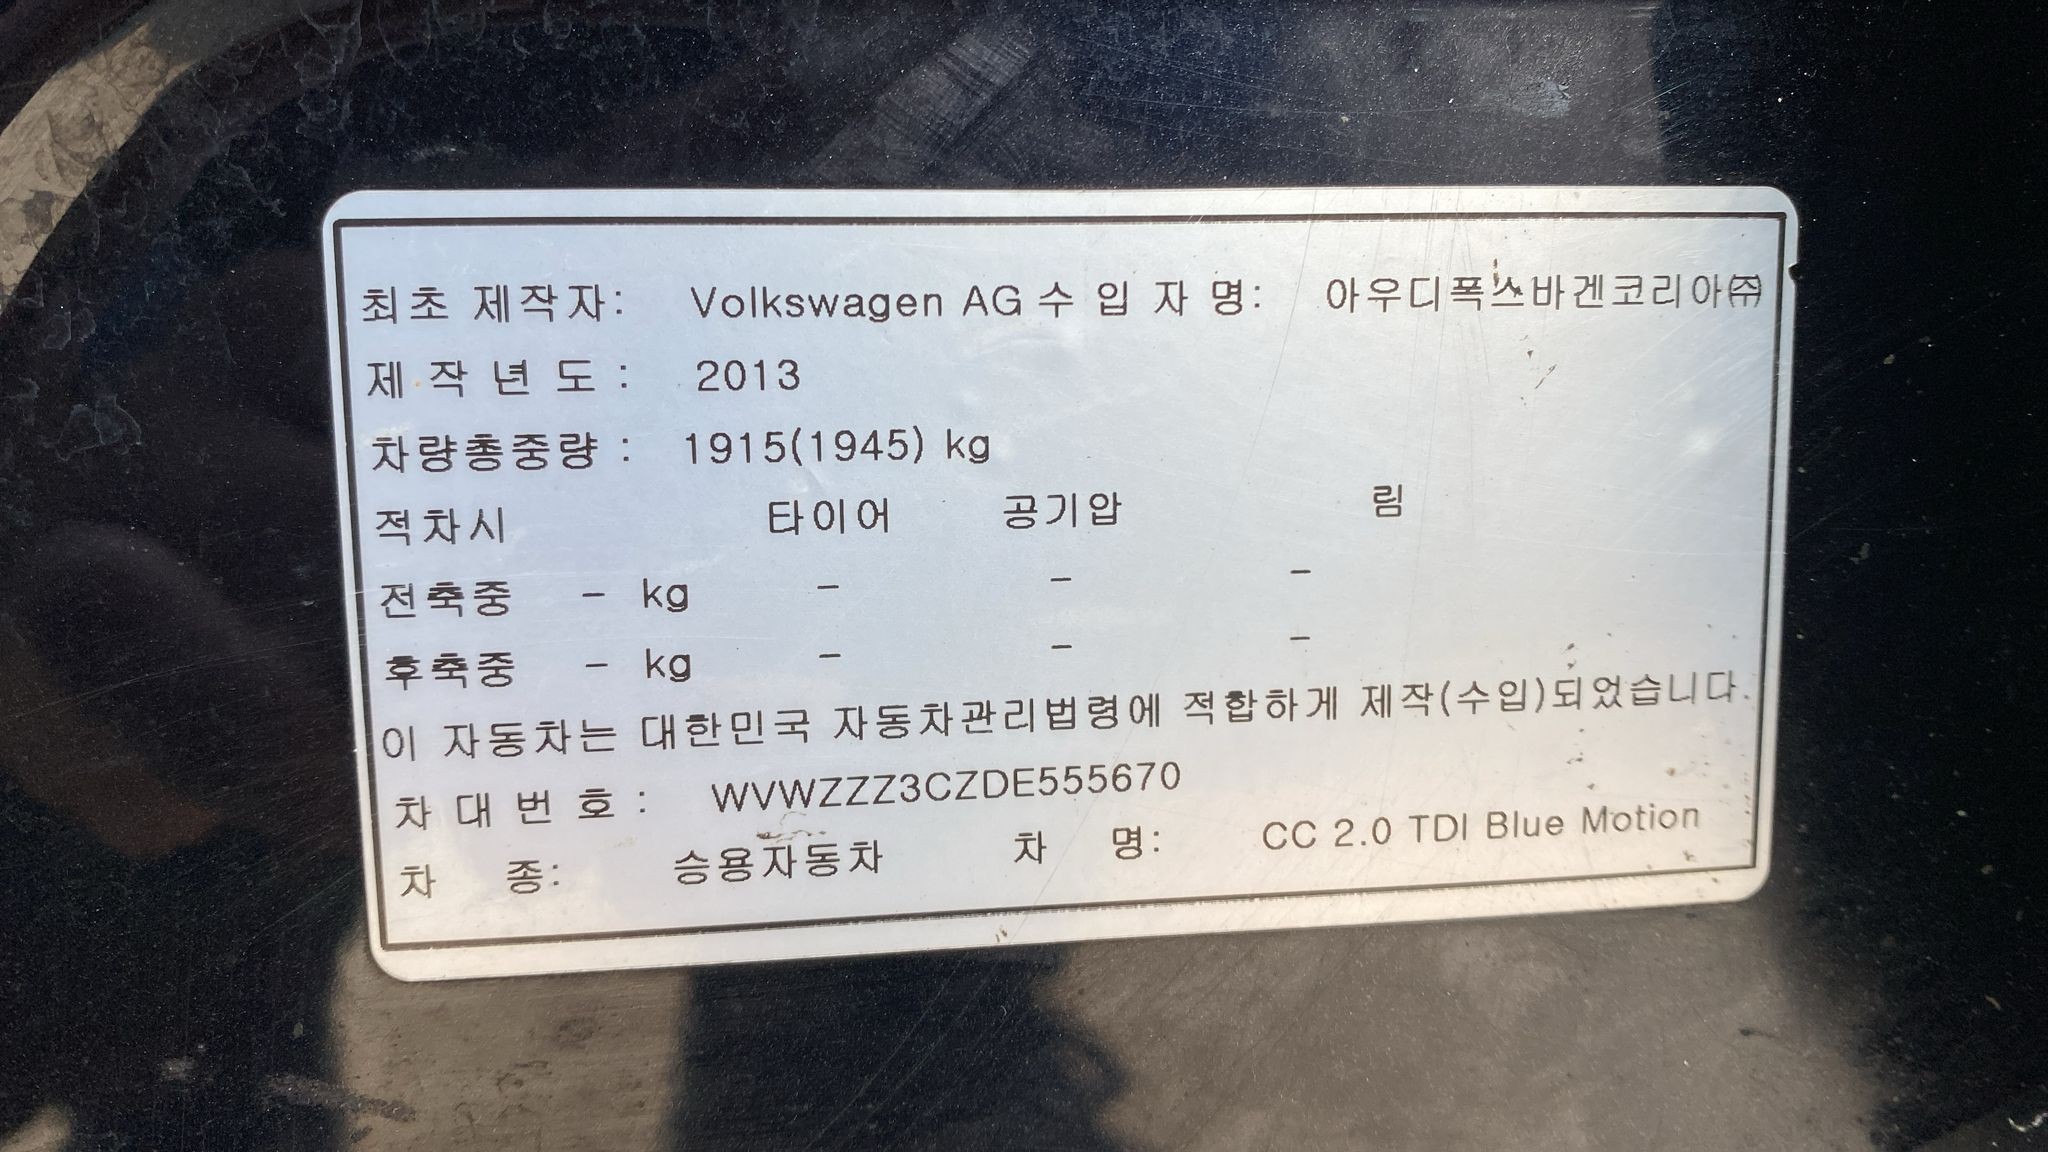 최초 제작자: Volkswagen AG 수 입 자 명: 아우디폭스바겐코리아㈜
제 작 년 도 : 2013
차량총중량 : 1915(1945) kg
적차시 타이어 공기압 림
전축중 - kg - - -
후축중 - kg - - -
이 자동차는 대한민국 자동차관리법령에 적합하게 제작(수입)되었습니다.
차 대 번 호 : WVWZZZ3CZDE555670
차 종: 승용자동차 차 명: CC 2.0 TDI Blue Motion